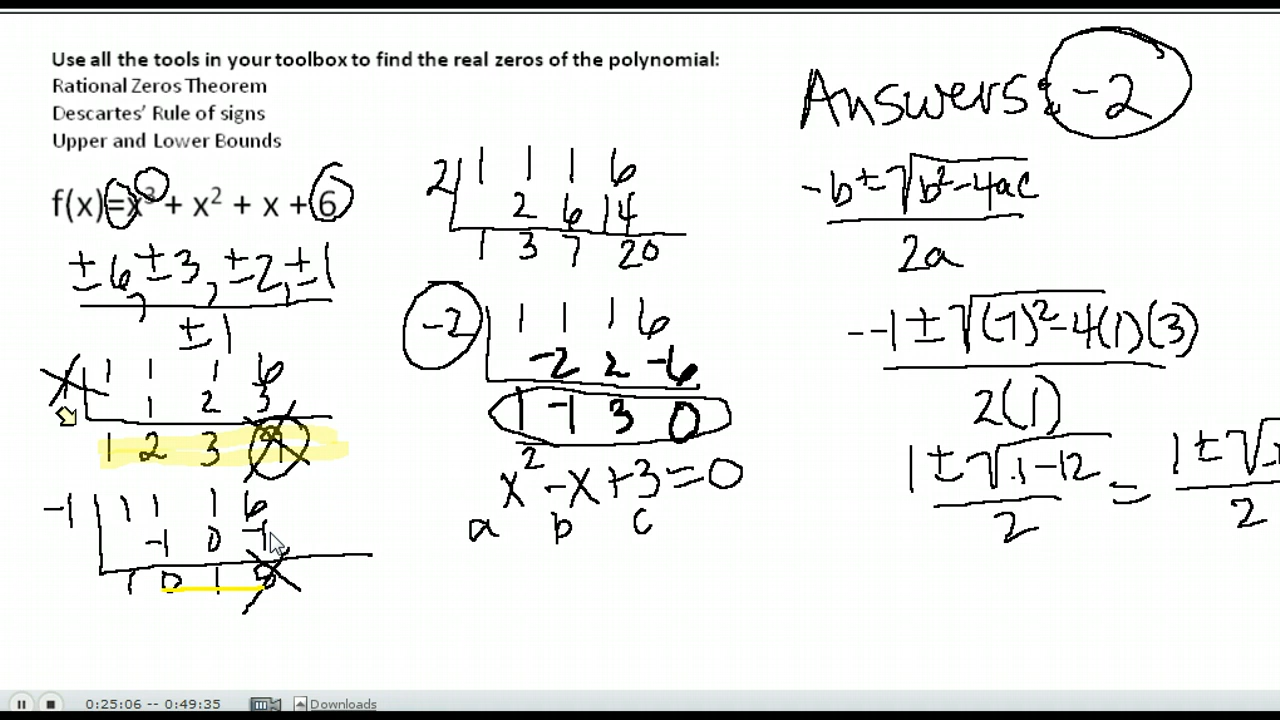 Use all the tools in your toolbox to find the real zeros of the polynomial:
Rational Zeros Theorem
Descartes' Rule of signs
Upper and Lower Bounds
f(x)=x³ + x² + x + 6
±6, ±3, ±2, ±1
±1
1 1 1 6
1 2 3
1 2 3
-1 1 1 1 6
-1 0 -1
1 0 1
2 1 1 1 6
2 6 14
1 3 7 20
-2 1 1 1 6
-2 2 -6
1 -1 3 0
x² -x+3=0
a b c
Answers: -2
-b±√b²-4ac
2a
--1±√(-1)²-4(1)(3)
2(1)
1±√1-12
2
=
1±√
2
0:25:06 -- 0:49:35
Downloads